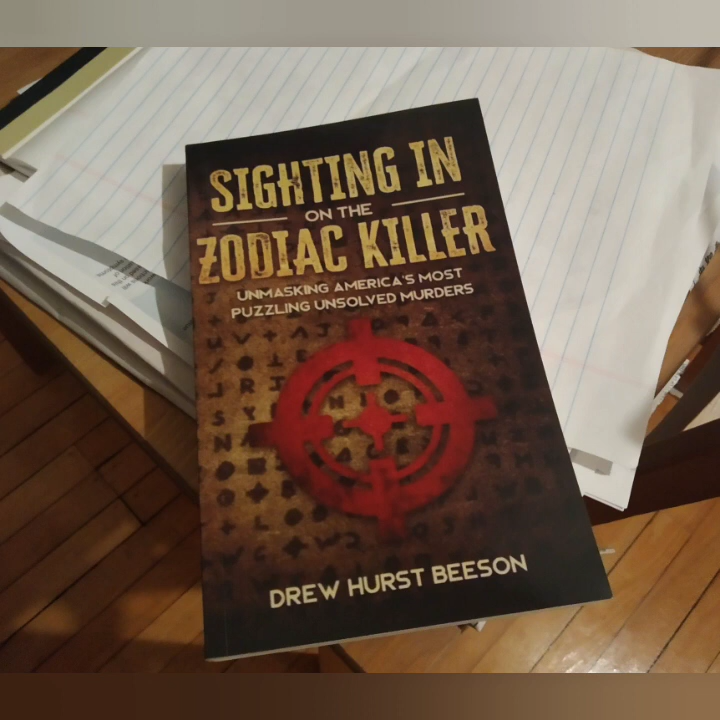 SIGHTING IN
ON THE
ZODIAC KILLER
UNMASKING AMERICA'S MOST
PUZZLING UNSOLVED MURDERS
DREW HURST BEESON